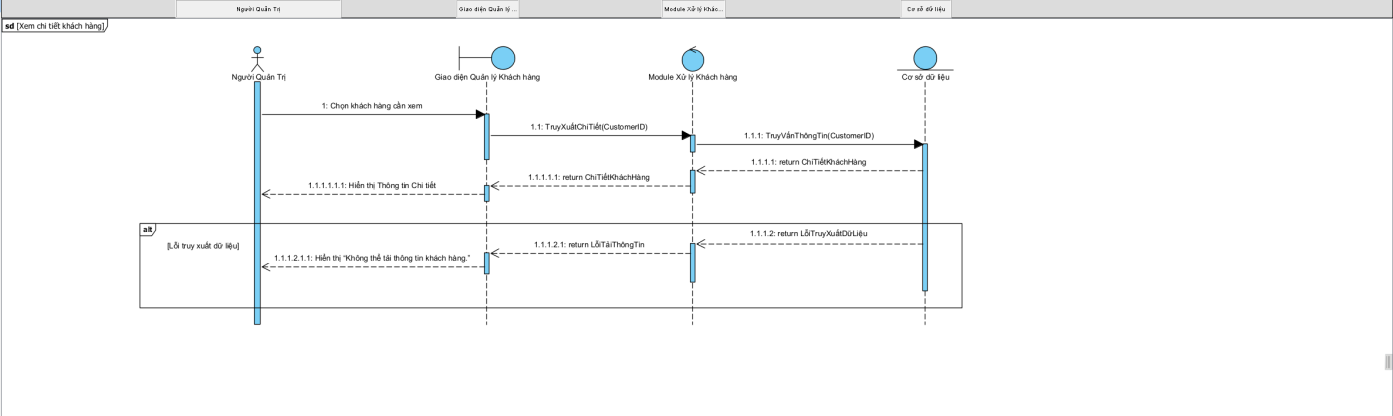 Người Quản Trị
Giao diện Quản lý ...
Module Xử lý Khác...
Cơ sở dữ liệu
sd [Xem chi tiết khách hàng]
Người Quản Trị
Giao diện Quản lý Khách hàng
Module Xử lý Khách hàng
Cơ sở dữ liệu
1: Chọn khách hàng cần xem
1.1: TruyXuấtChiTiết(CustomerID)
1.1.1: TruyVấnThôngTin(CustomerID)
1.1.1.1: return ChiTiếtKháchHàng
1.1.1.1.1: return ChiTiếtKháchHàng
1.1.1.1.1.1: Hiển thị Thông tin Chi tiết
alt
[Lỗi truy xuất dữ liệu]
1.1.1.2: return LỗiTruyXuấtDữLiệu
1.1.1.2.1: return LỗiTảiThôngTin
1.1.1.2.1.1: Hiển thị "Không thể tải thông tin khách hàng."